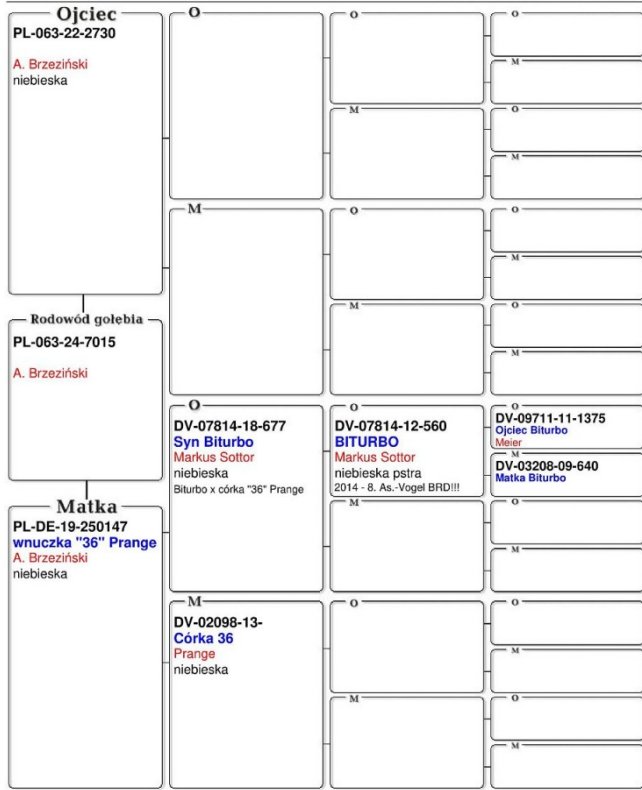 Ojciec
PL-063-22-2730
A. Brzeziński
niebieska
Rodowód gołębia
PL-063-24-7015
A. Brzeziński
Matka
PL-DE-19-250147
wnuczka "36" Prange
A. Brzeziński
niebieska
O
M
O
DV-07814-18-677
Syn Biturbo
Markus Sottor
niebieska
Biturbo x córka "36" Prange
M
DV-02098-13-
Córka 36
Prange
niebieska
O
M
O
M
O
DV-07814-12-560
BITURBO
Markus Sottor
niebieska pstra
2014 - 8. As.-Vogel BRD!!!
M
O
M
O
M
O
M
O
M
O
M
O
DV-09711-11-1375
Ojciec Biturbo
Meier
M
DV-03208-09-640
Matka Biturbo
O
M
O
M
O
M